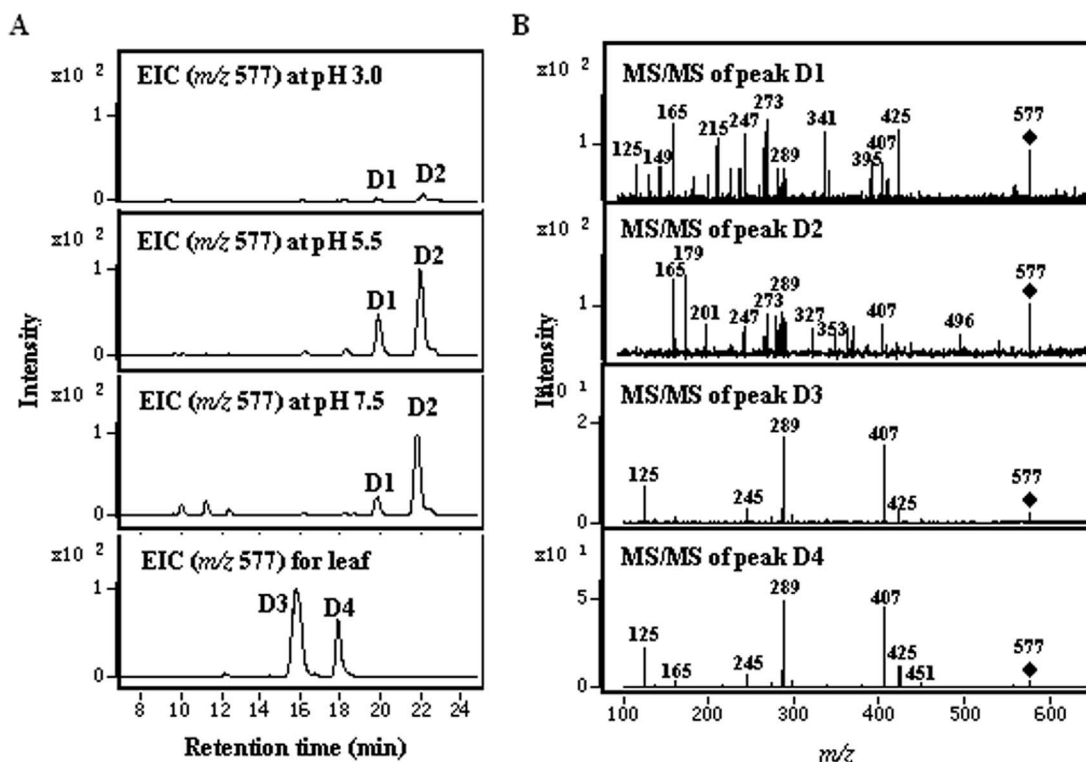 A
x10 2
EIC (m/z 577) at pH 3.0
1
0
D1
D2
x10 2
EIC (m/z 577) at pH 5.5
1
0
D1
D2
x10 2
EIC (m/z 577) at pH 7.5
1
0
D1
D2
x10 2
EIC (m/z 577) for leaf
1
0
D3
D4
8 10 12 14 16 18 20 22 24
Retention time (min)
Intensity
B
x10 2
MS/MS of peak D1
1
125 149 165 215 247 273 289 341 395 407 425 577
x10 2
MS/MS of peak D2
1
165 179 201 247 273 289 327 353 407 496 577
x10 1
MS/MS of peak D3
2
0
125 245 289 407 425 577
x10 1
MS/MS of peak D4
5
0
125 165 245 289 407 425 451 577
100 200 300 400 500 600
m/z
Intensity